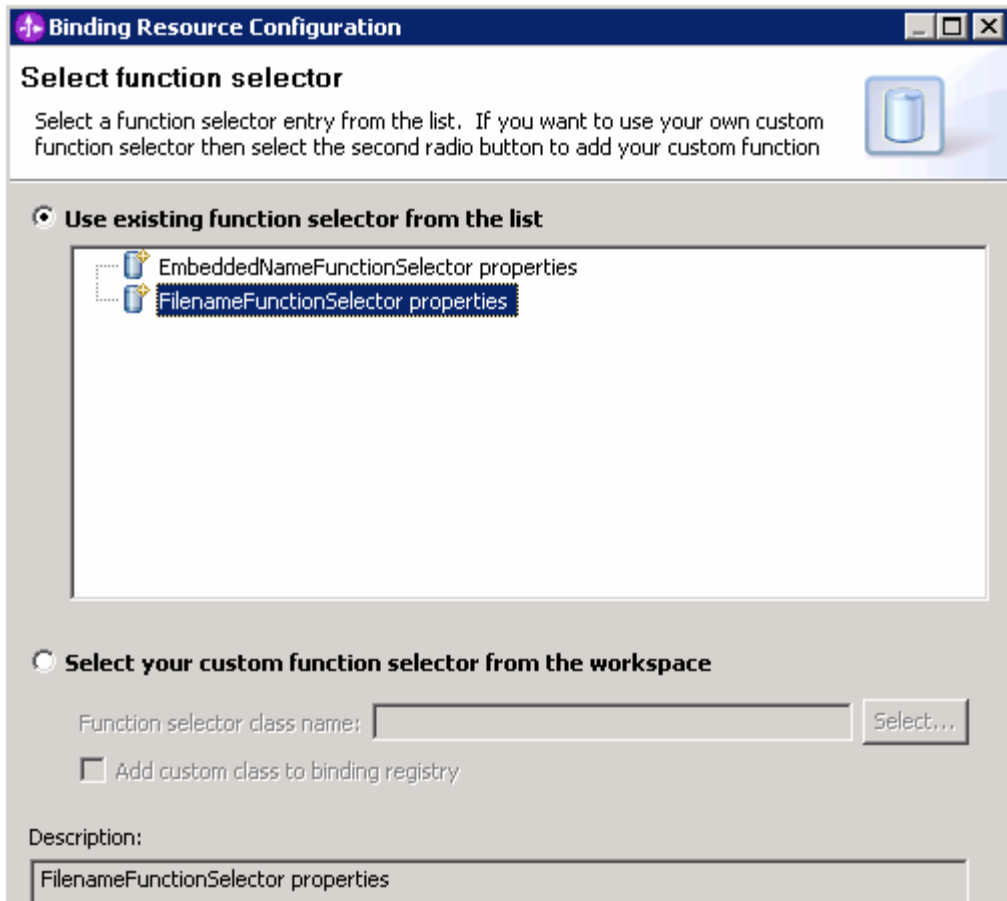 Binding Resource Configuration
Select function selector
Select a function selector entry from the list. If you want to use your own custom
function selector then select the second radio button to add your custom function
Use existing function selector from the list
EmbeddedNameFunctionSelector properties
FilenameFunctionSelector properties
Select your custom function selector from the workspace
Function selector class name:
Select...
Add custom class to binding registry
Description:
FilenameFunctionSelector properties